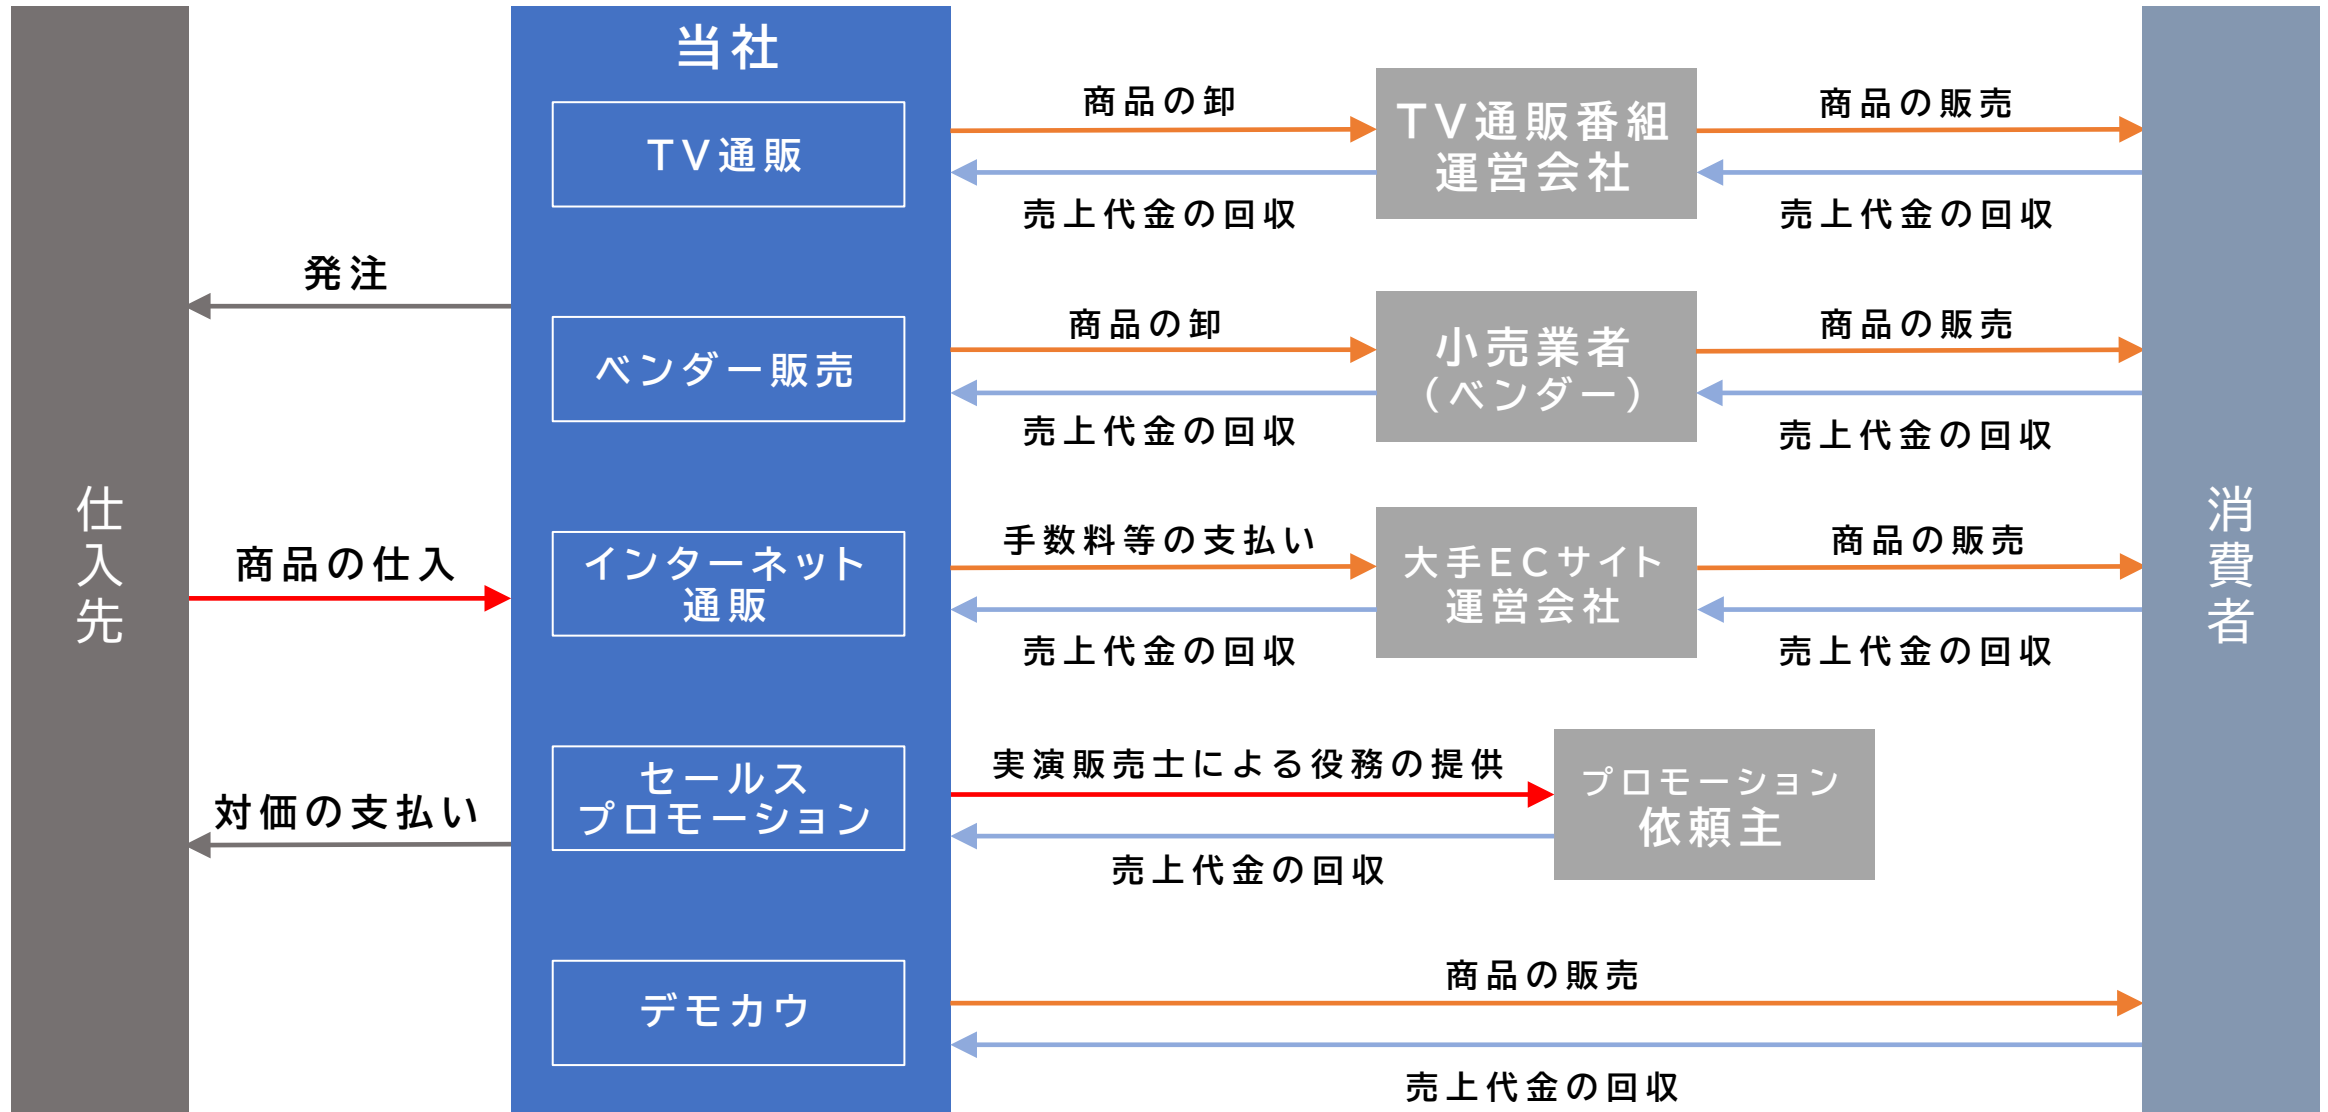 仕入先
発注
商品の仕入
対価の支払い
当社
TV通販
ベンダー販売
インターネット
通販
セールス
プロモーション
デモカウ
商品の卸
売上代金の回収
TV通販番組
運営会社
商品の販売
売上代金の回収
商品の卸
売上代金の回収
小売業者
（ベンダー）
商品の販売
売上代金の回収
手数料等の支払い
売上代金の回収
大手ECサイト
運営会社
商品の販売
売上代金の回収
実演販売士による役務の提供
売上代金の回収
プロモーション
依頼主
商品の販売
売上代金の回収
消費者